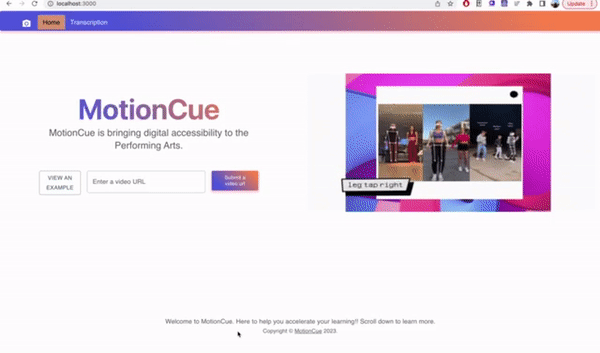 localhost:3000
Update
Home
Transcription
MotionCue
MotionCue is bringing digital accessibility to the
Performing Arts.
VIEW AN
EXAMPLE
Enter a video URL
Submit a
video url
leg tap right
Welcome to MotionCue. Here to help you accelerate your learning!! Scroll down to learn more.
Copyright © MotionCue 2023.